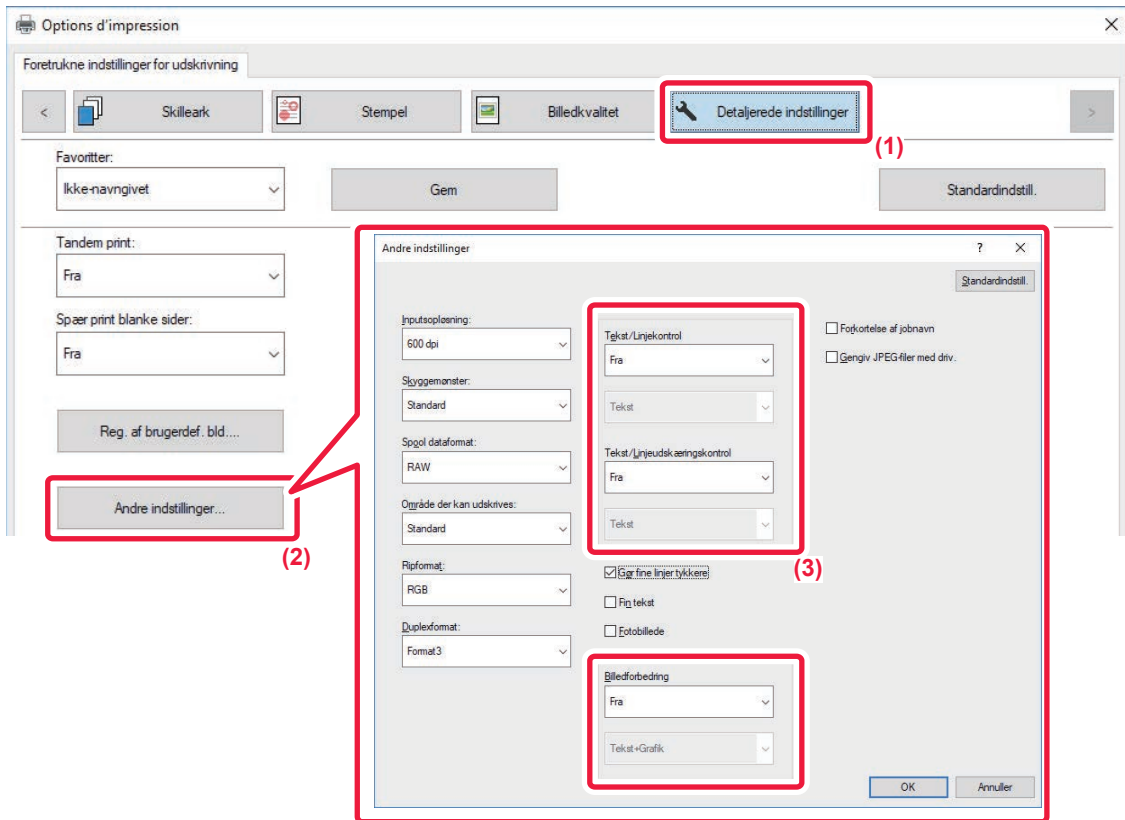 Options d'impression
Foretrukne indstillinger for udskrivning
<
Skilleark
Stempel
Billedkvalitet
Detaljerede indstillinger
>
(1)
Favoritter:
Ikke-navngivet
Gem
Standardindstill.
Tandem print:
Fra
Spær print blanke sider:
Fra
Reg. af brugerdef. bld....
Andre indstillinger...
(2)
Andre indstillinger
?
Standardindstill.
Inputsopløsning:
600 dpi
Skyggemønster:
Standard
Spool dataformat:
RAW
Område der kan udskrives:
Standard
Ripformat:
RGB
Duplexformat:
Format3
Tekst/Linjekontrol
Fra
Tekst
Tekst/Linjeudskæringskontrol
Fra
Tekst
(3)
Gør fine linjer tykkere
Fin tekst
Fotobillede
Billedforbedring
Fra
Tekst+Grafik
Forkortelse af jobnavn
Gengiv JPEG-filer med driv.
OK
Annuller